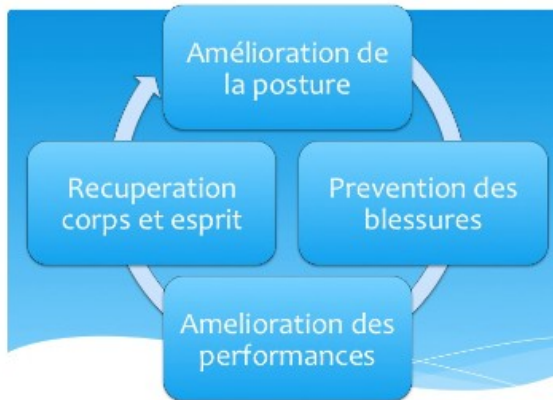 Amélioration de
la posture
Prevention des
blessures
Amelioration des
performances
Recuperation
corps et esprit